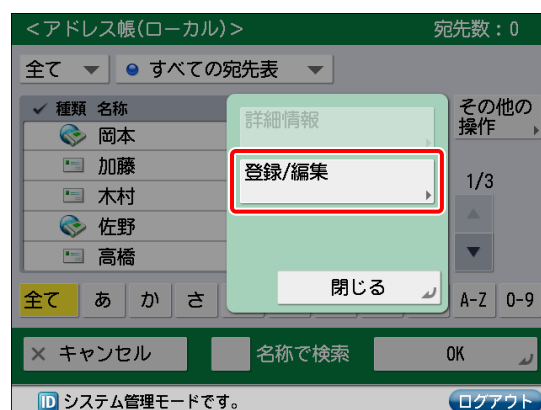 <アドレス帳(ローカル)> 宛先数：0
全て すべての宛先表
種類 名称
詳細情報
その他の
操作
岡本
加藤
登録/編集
1/3
木村
佐野
高橋
閉じる
全て あ か さ A-Z 0-9
× キャンセル 名称で検索 OK
ID システム管理モードです。 ログアウト